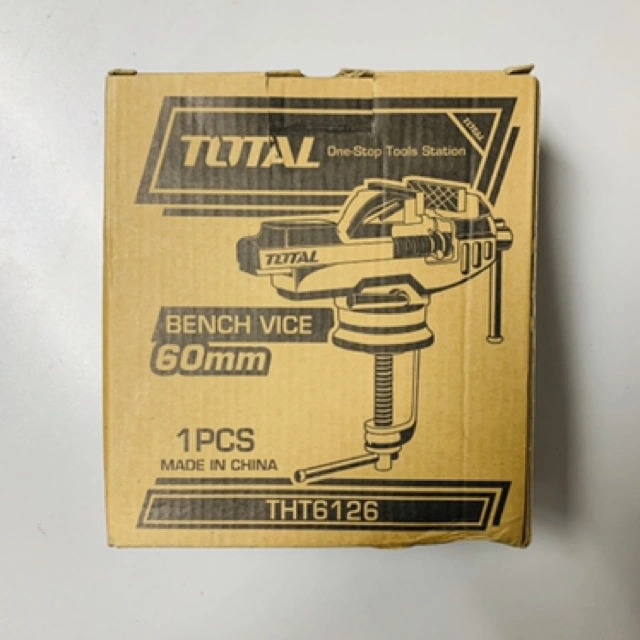 TOTAL One-Stop Tools Station
TOTAL
TOTAL
BENCH VICE
60mm
1PCS
MADE IN CHINA
THT6126